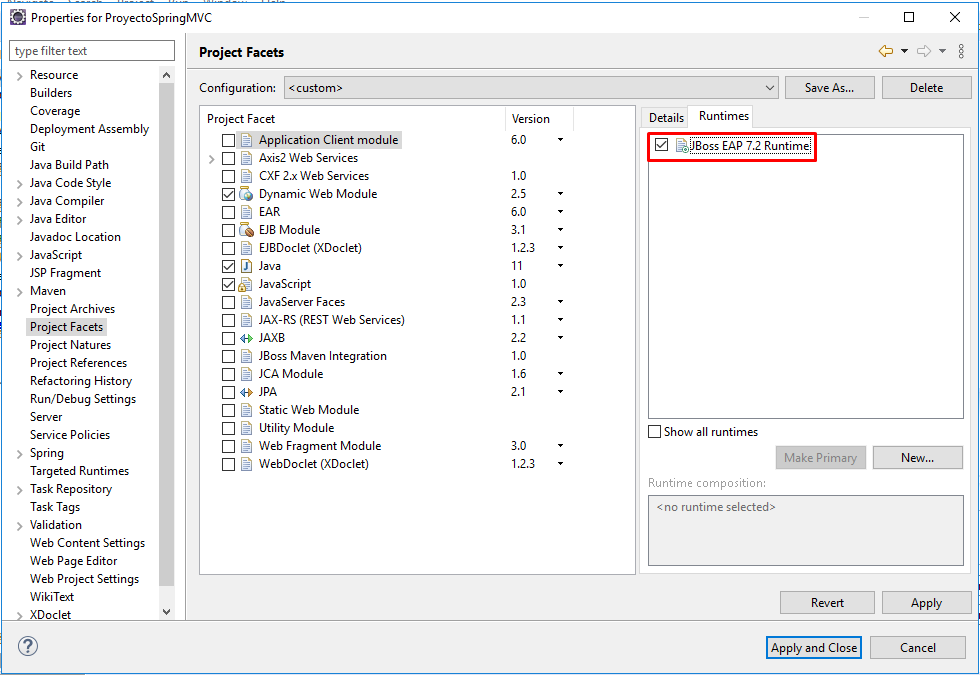 Properties for ProyectoSpringMVC
type filter text
Resource
Builders
Coverage
Deployment Assembly
Git
Java Build Path
Java Code Style
Java Compiler
Java Editor
Javadoc Location
JavaScript
JSP Fragment
Maven
Project Archives
Project Facets
Project Natures
Project References
Refactoring History
Run/Debug Settings
Server
Service Policies
Spring
Targeted Runtimes
Task Repository
Task Tags
Validation
Web Content Settings
Web Page Editor
Web Project Settings
WikiText
XDoclet
Project Facets
Configuration: <custom> Save As... Delete
Project Facet Version
Application Client module 6.0
Axis2 Web Services
CXF 2.x Web Services 1.0
Dynamic Web Module 2.5
EAR 6.0
EJB Module 3.1
EJBDoclet (XDoclet) 1.2.3
Java 11
JavaScript 1.0
JavaServer Faces 2.3
JAX-RS (REST Web Services) 1.1
JAXB 2.2
JBoss Maven Integration 1.0
JCA Module 1.6
JPA 2.1
Static Web Module
Utility Module
Web Fragment Module 3.0
WebDoclet (XDoclet) 1.2.3
Details Runtimes
JBoss EAP 7.2 Runtime
Show all runtimes
Make Primary New...
Runtime composition:
<no runtime selected>
Revert Apply
? Apply and Close Cancel